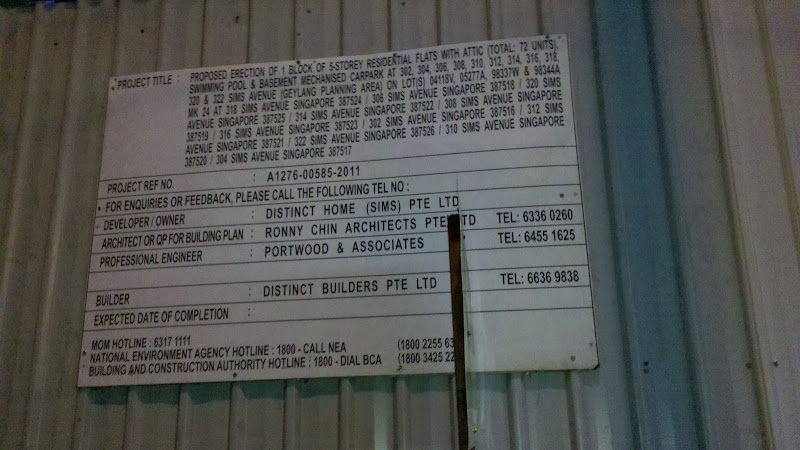 PROJECT TITLE : PROPOSED ERECTION OF 1 BLOCK OF 5-STOREY RESIDENTIAL FLATS WITH ATTIC (TOTAL: 72 UNITS),
SWIMMING POOL & BASEMENT MECHANISED CARPARK AT 302, 304, 306, 308, 310, 312, 314, 316, 318,
320 & 322 SIMS AVENUE (GEYLANG PLANNING AREA) ON LOT(S) 04118V, 05277A, 98337W & 98344A
MK 24 AT 318 SIMS AVENUE SINGAPORE 387524 / 306 SIMS AVENUE SINGAPORE 387518 / 320 SIMS
AVENUE SINGAPORE 387525 / 314 SIMS AVENUE SINGAPORE 387522 / 308 SIMS AVENUE SINGAPORE
387519 / 316 SIMS AVENUE SINGAPORE 387523 / 302 SIMS AVENUE SINGAPORE 387516 / 312 SIMS
AVENUE SINGAPORE 387521 / 322 SIMS AVENUE SINGAPORE 387526 / 310 SIMS AVENUE SINGAPORE
387520 / 304 SIMS AVENUE SINGAPORE 387517
PROJECT REF NO. : A1276-00585-2011
FOR ENQUIRIES OR FEEDBACK, PLEASE CALL THE FOLLOWING TEL NO :
DEVELOPER / OWNER : DISTINCT HOME (SIMS) PTE LTD
ARCHITECT OR QP FOR BUILDING PLAN : RONNY CHIN ARCHITECTS PTE LTD TEL: 6336 0260
PROFESSIONAL ENGINEER : PORTWOOD & ASSOCIATES TEL: 6455 1625
BUILDER : DISTINCT BUILDERS PTE LTD TEL: 6636 9838
EXPECTED DATE OF COMPLETION :
MOM HOTLINE : 6317 1111
NATIONAL ENVIRONMENT AGENCY HOTLINE : 1800 - CALL NEA (1800 2255 63
BUILDING AND CONSTRUCTION AUTHORITY HOTLINE : 1800 - DIAL BCA (1800 3425 22